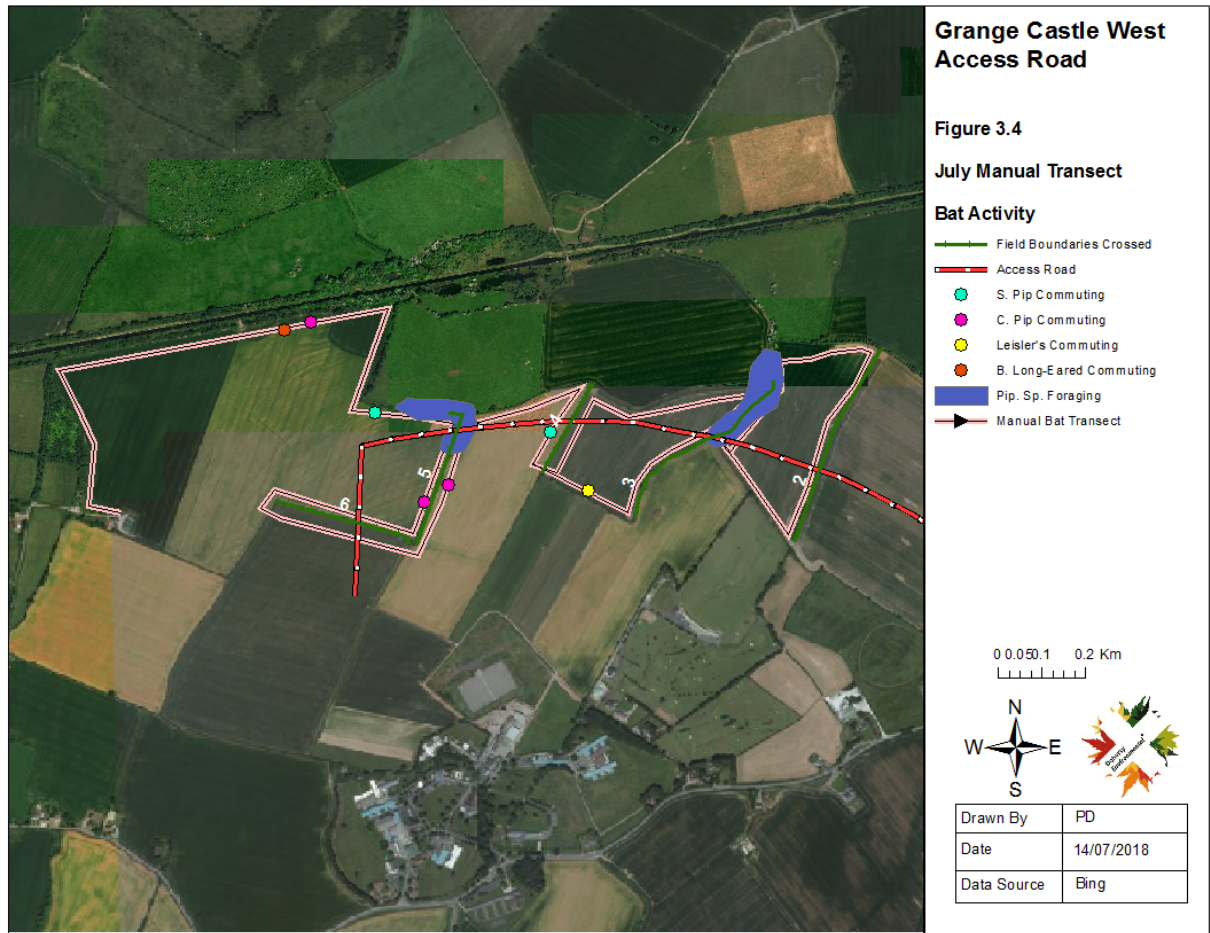 Grange Castle West
Access Road
Figure 3.4
July Manual Transect
Bat Activity
Field Boundaries Crossed
Access Road
S. Pip Commuting
C. Pip Commuting
Leisler's Commuting
B. Long-Eared Commuting
Pip. Sp. Foraging
Manual Bat Transect
4
5
6
3
2
0 0.050.1 0.2 Km
N
W E
S
Doherty
Environmental
Drawn By PD
Date 14/07/2018
Data Source Bing